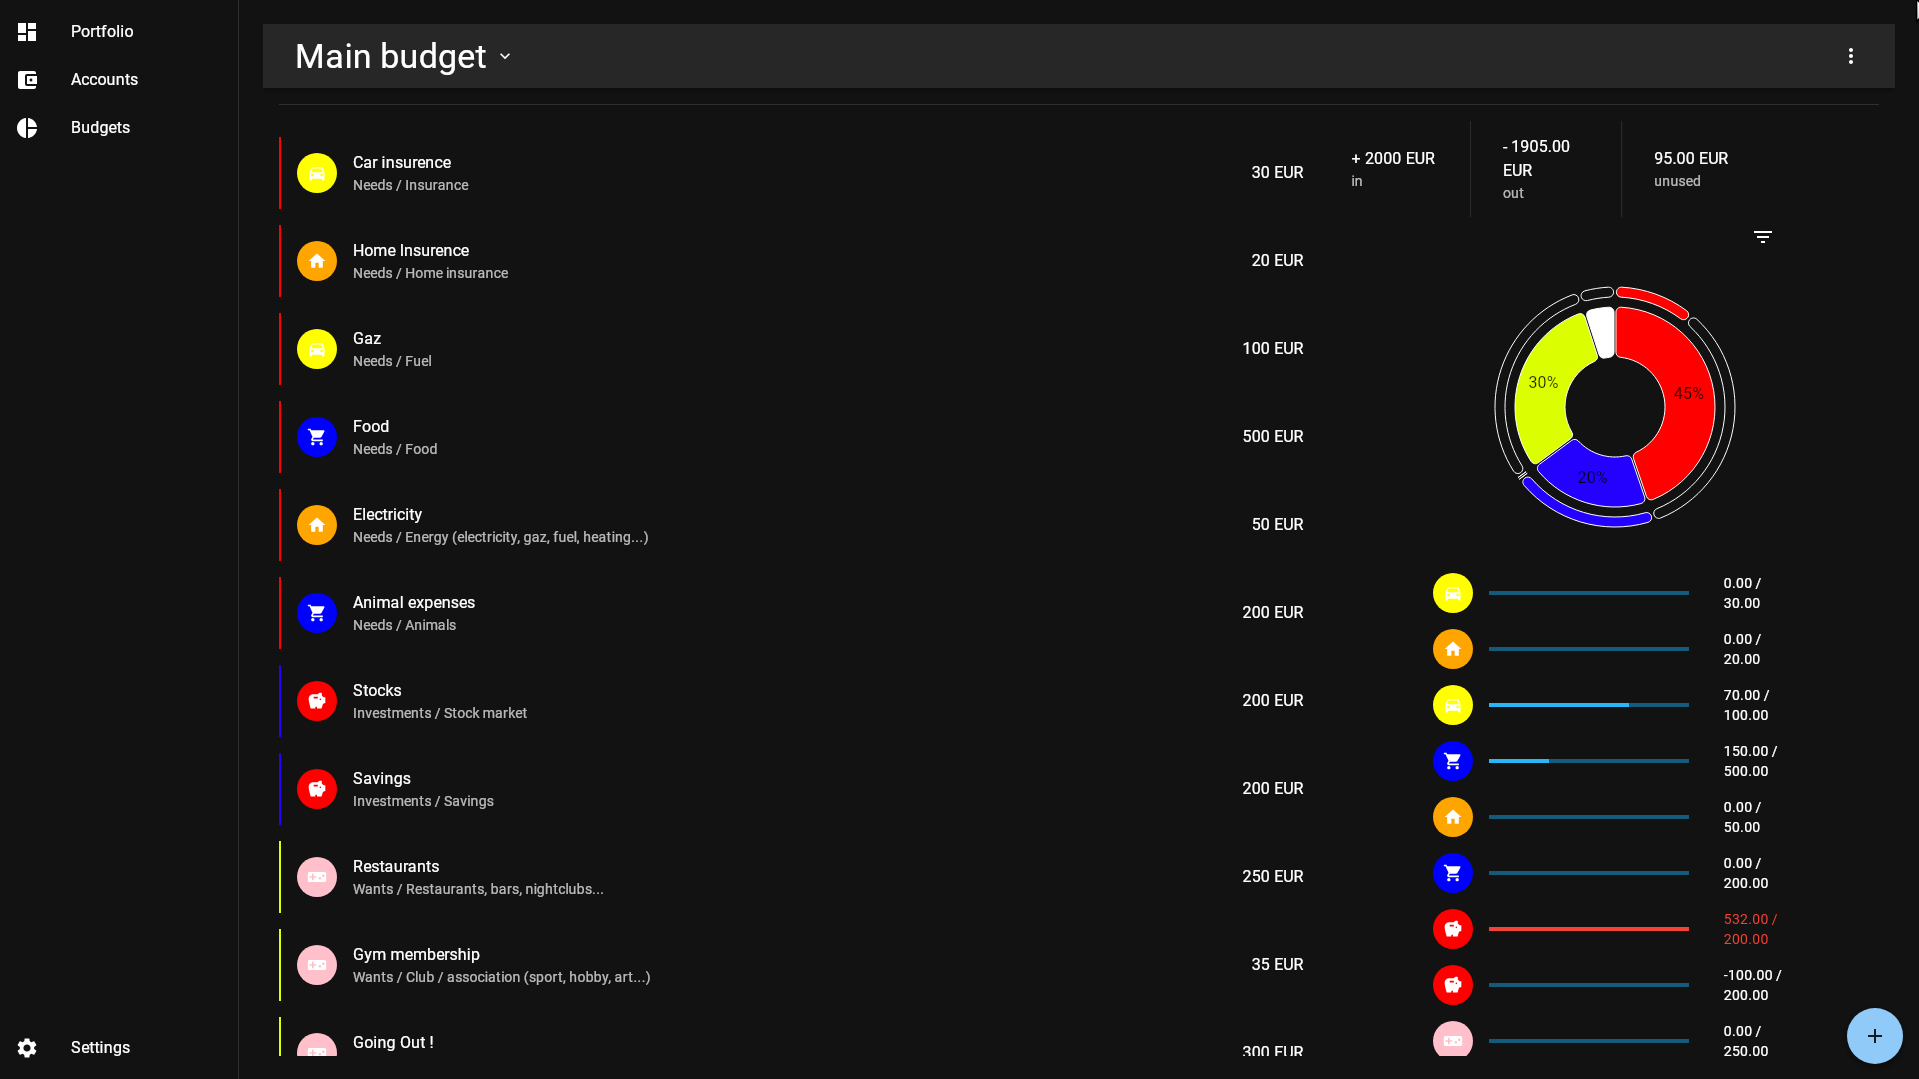 Portfolio
Accounts
Budgets
Settings
Main budget
Car insurence
Needs / Insurance
30 EUR
Home Insurence
Needs / Home insurance
20 EUR
Gaz
Needs / Fuel
100 EUR
Food
Needs / Food
500 EUR
Electricity
Needs / Energy (electricity, gaz, fuel, heating...)
50 EUR
Animal expenses
Needs / Animals
200 EUR
Stocks
Investments / Stock market
200 EUR
Savings
Investments / Savings
200 EUR
Restaurants
Wants / Restaurants, bars, nightclubs...
250 EUR
Gym membership
Wants / Club / association (sport, hobby, art...)
35 EUR
Going Out !
300 EUR
+ 2000 EUR
in
- 1905.00
EUR
out
95.00 EUR
unused
30%
45%
20%
0.00 /
30.00
0.00 /
20.00
70.00 /
100.00
150.00 /
500.00
0.00 /
50.00
0.00 /
200.00
532.00 /
200.00
-100.00 /
200.00
0.00 /
250.00